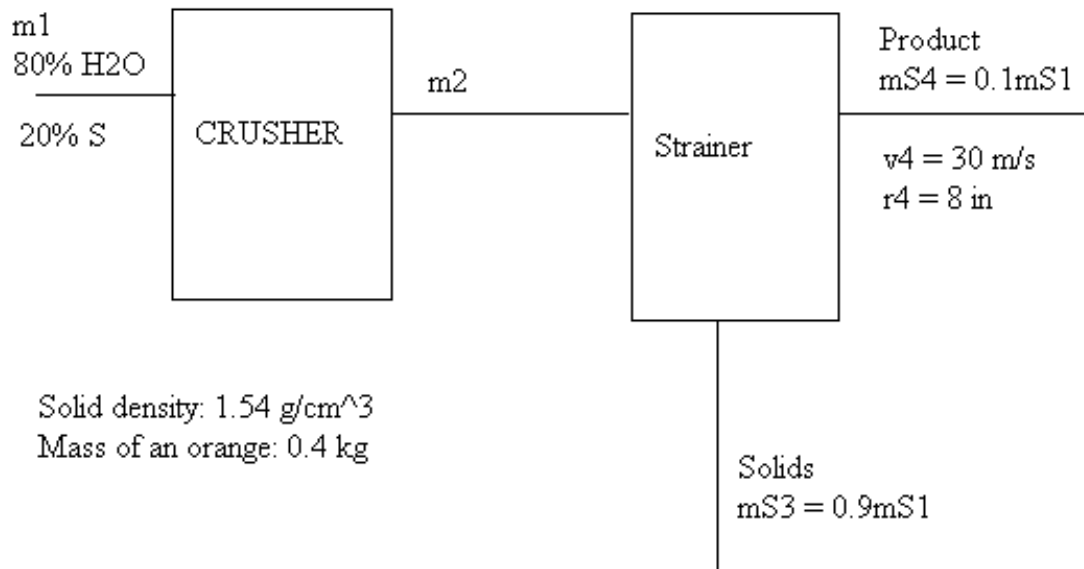 m1
80% H2O
20% S
CRUSHER
m2
Strainer
Product
mS4 = 0.1mS1
v4 = 30 m/s
r4 = 8 in
Solid density: 1.54 g/cm^3
Mass of an orange: 0.4 kg
Solids
mS3 = 0.9mS1